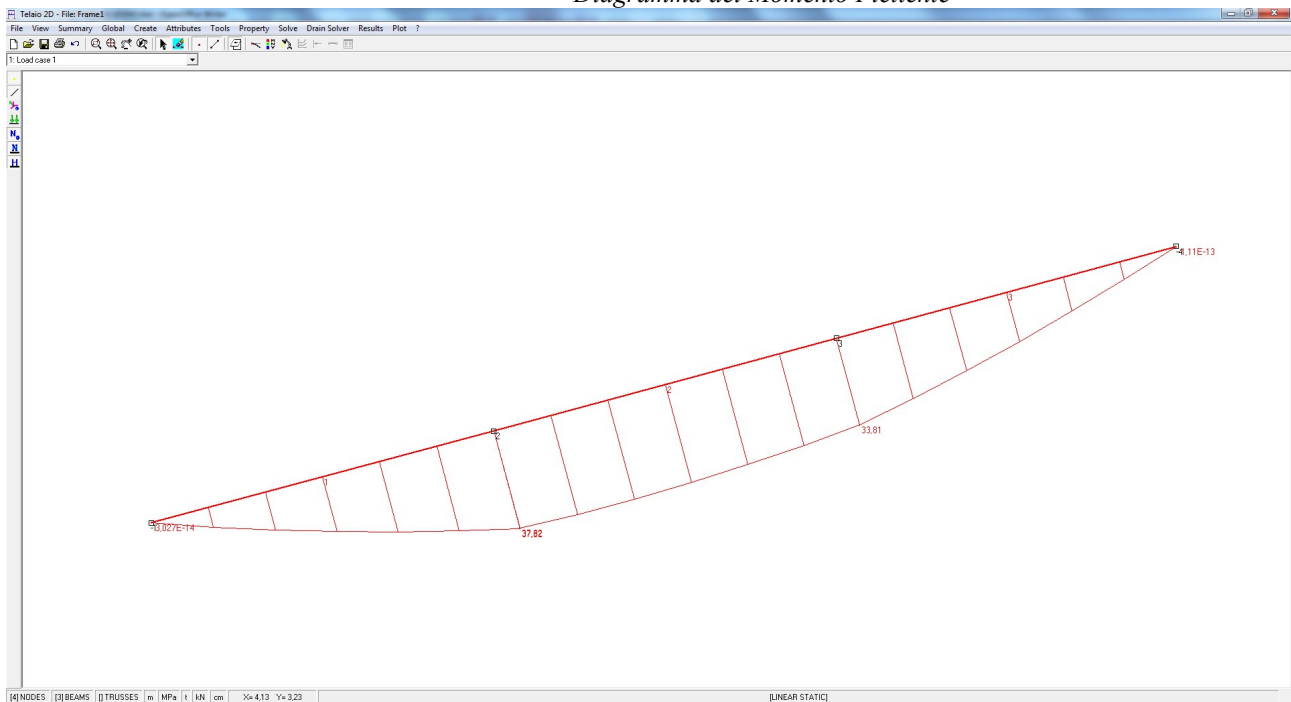 Diagramma del Momento Flettente
Telaio 2D - File: Frame1
File View Summary Global Create Attributes Tools Property Solve Drain Solver Results Plot ?
1: Load case 1
N
N
H
4
-1,11E-13
3
3
2
33,81
2
1
-3,027E-14
37,82
[4] NODES [3] BEAMS [] TRUSSES m MPa t kN cm X= 4,13 Y= 3,23 [LINEAR STATIC]